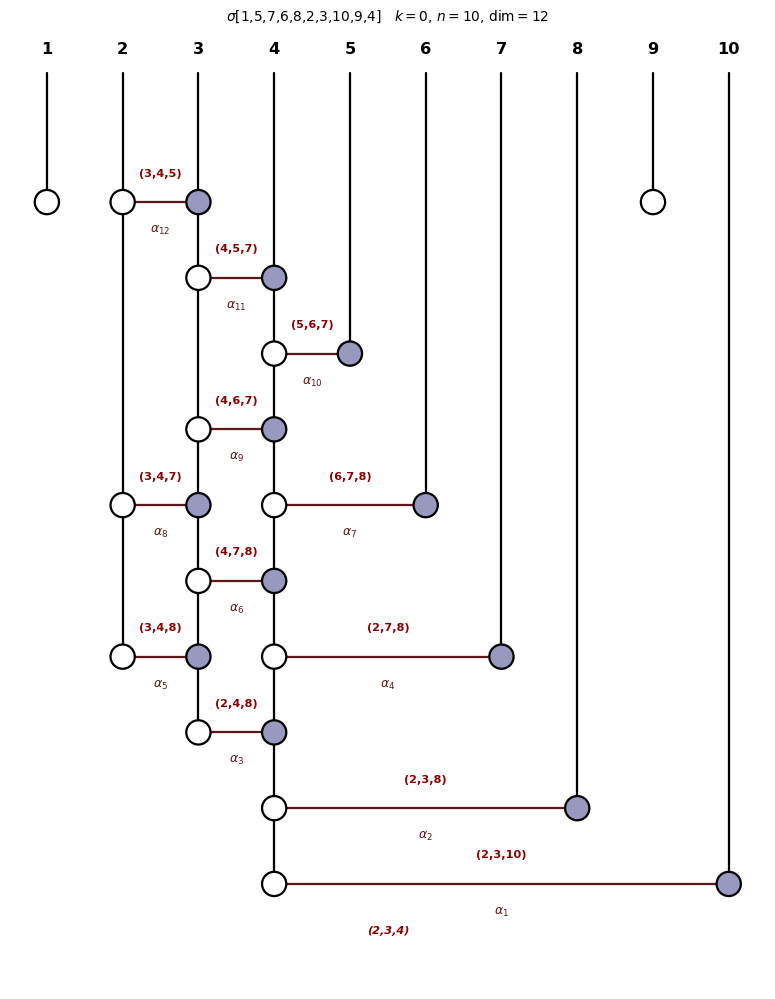 σ[1,5,7,6,8,2,3,10,9,4] k=0, n=10, dim=12
1 2 3 4 5 6 7 8 9 10
(3,4,5)
α₁₂
(4,5,7)
α₁₁
(5,6,7)
α₁₀
(4,6,7)
α₉
(3,4,7) (6,7,8)
α₈ α₇
(4,7,8)
α₆
(3,4,8) (2,7,8)
α₅ α₄
(2,4,8)
α₃
(2,3,8)
α₂
(2,3,10)
α₁
(2,3,4)